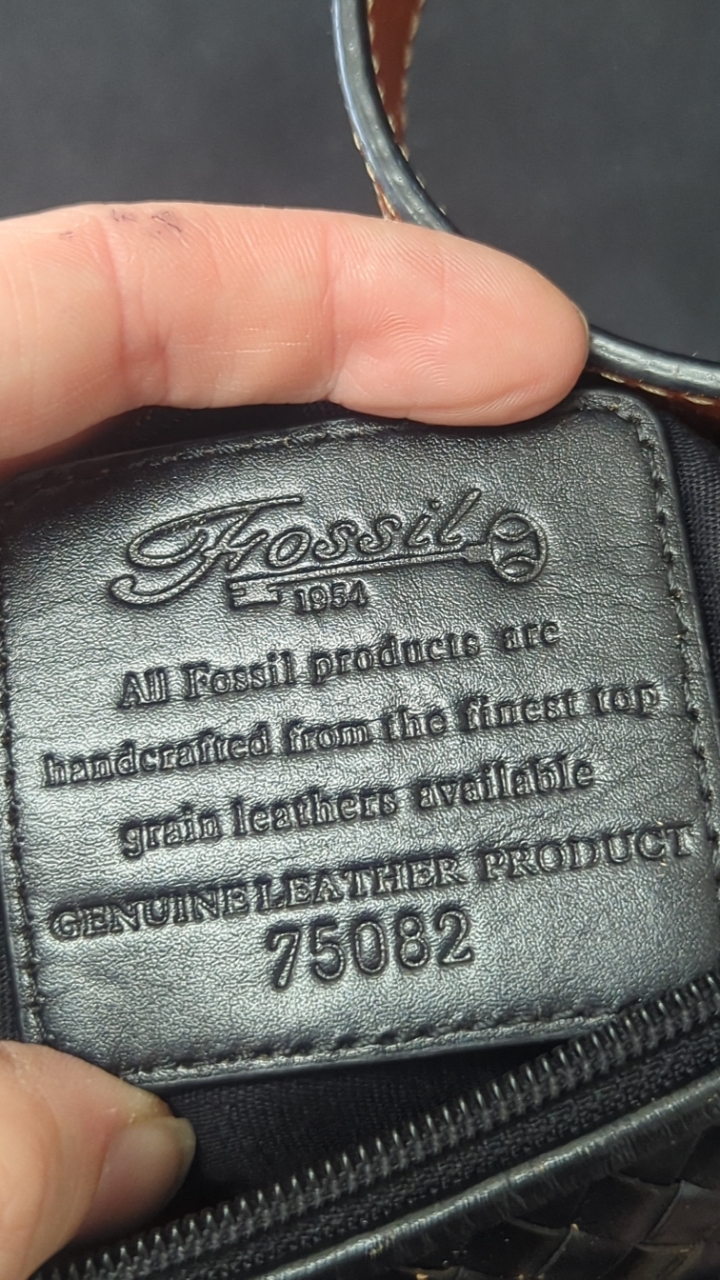 Fossil
1954
All Fossil products are
handcrafted from the finest top
grain leathers available
GENUINE LEATHER PRODUCT
75082